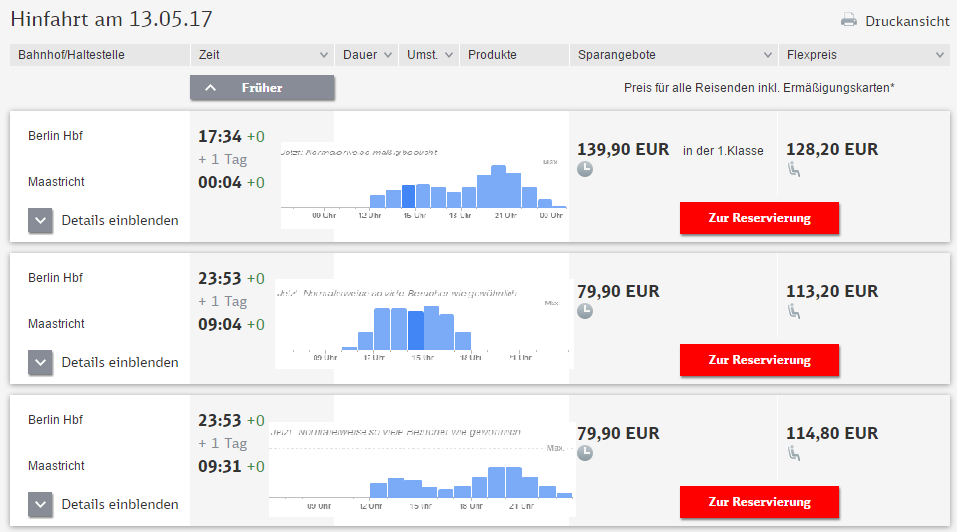 Hinfahrt am 13.05.17
Druckansicht
Bahnhof/Haltestelle Zeit Dauer Umst. Produkte Sparangebote Flexpreis
Früher
Preis für alle Reisenden inkl. Ermäßigungskarten*
Berlin Hbf 17:34 +0
+ 1 Tag
Maastricht 00:04 +0
Details einblenden
Jetzt: Normalerweise mäßig besucht
Max.
09 Uhr 12 Uhr 15 Uhr 18 Uhr 21 Uhr 00 Uhr
139,90 EUR in der 1.Klasse 128,20 EUR
Zur Reservierung
Berlin Hbf 23:53 +0
+ 1 Tag
Maastricht 09:04 +0
Details einblenden
Jetzt: Normalerweise so viele Besucher wie gewöhnlich
Max.
09 Uhr 12 Uhr 15 Uhr 18 Uhr 21 Uhr
79,90 EUR 113,20 EUR
Zur Reservierung
Berlin Hbf 23:53 +0
+ 1 Tag
Maastricht 09:31 +0
Details einblenden
Jetzt: Normalerweise so viele Besucher wie gewöhnlich
Max.
09 Uhr 12 Uhr 15 Uhr 18 Uhr 21 Uhr
79,90 EUR 114,80 EUR
Zur Reservierung